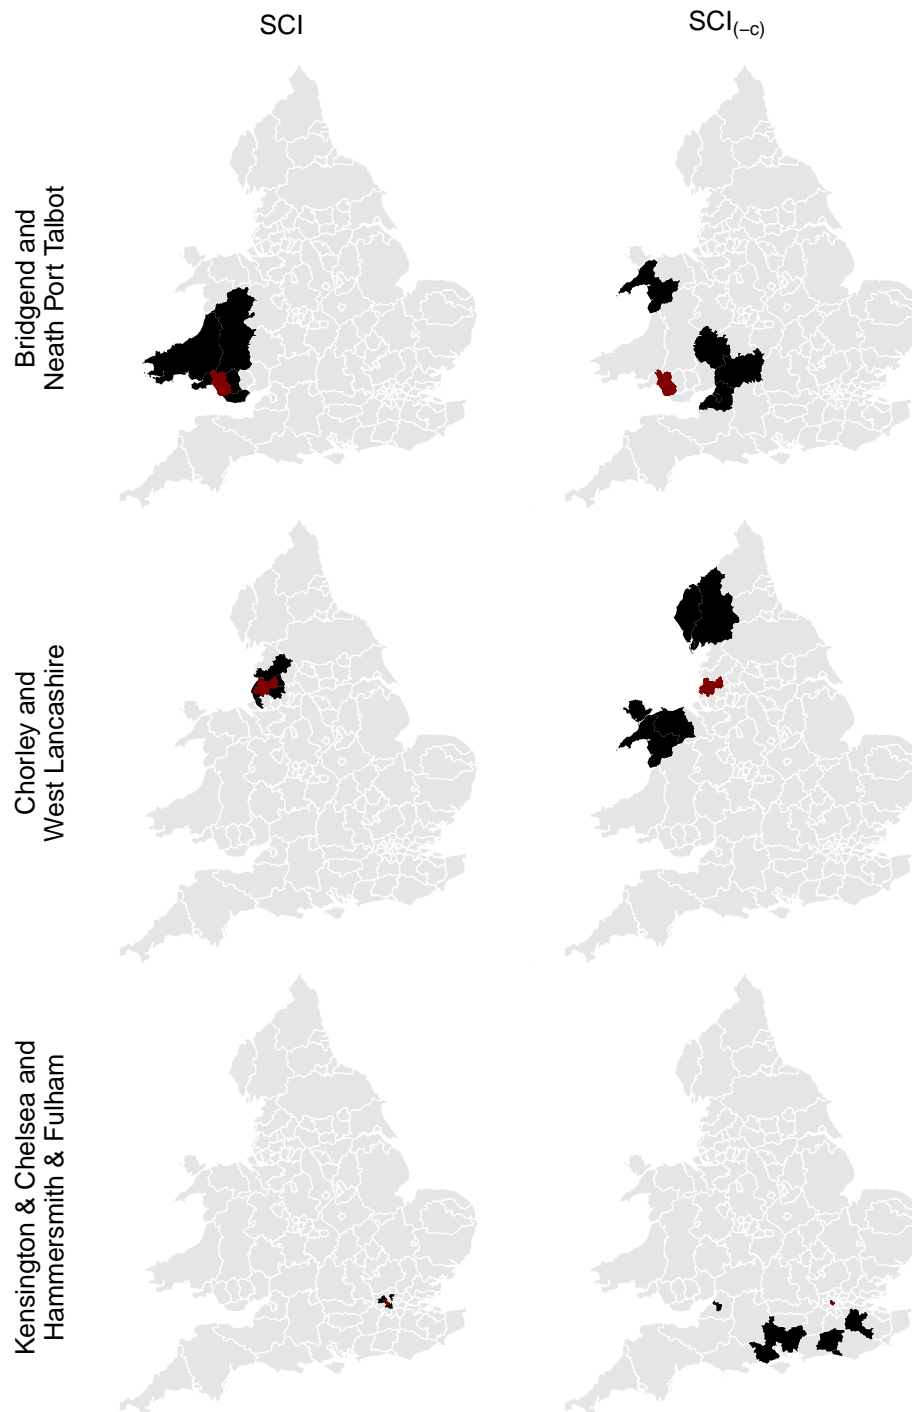 SCI
SCI(−c)
Bridgend and
Neath Port Talbot
Chorley and
West Lancashire
Kensington & Chelsea and
Hammersmith & Fulham